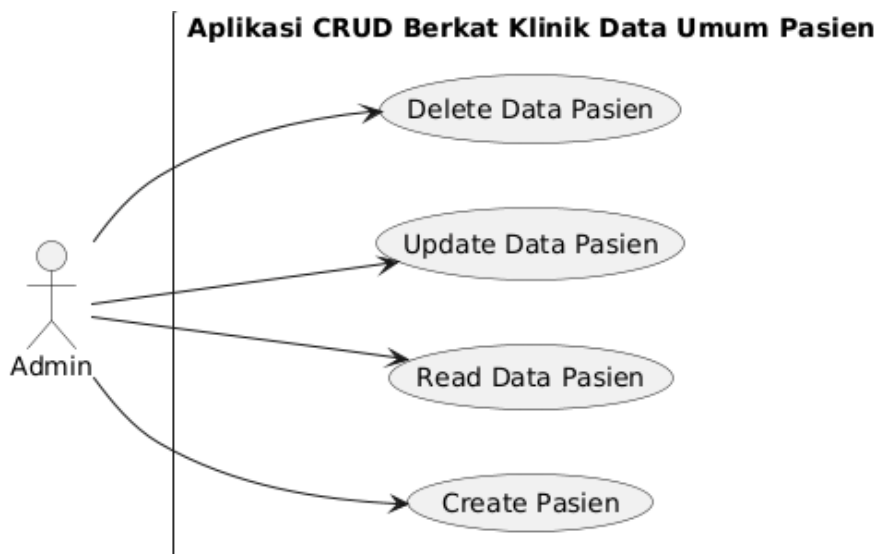 Aplikasi CRUD Berkat Klinik Data Umum Pasien
Delete Data Pasien
Update Data Pasien
Admin
Read Data Pasien
Create Pasien